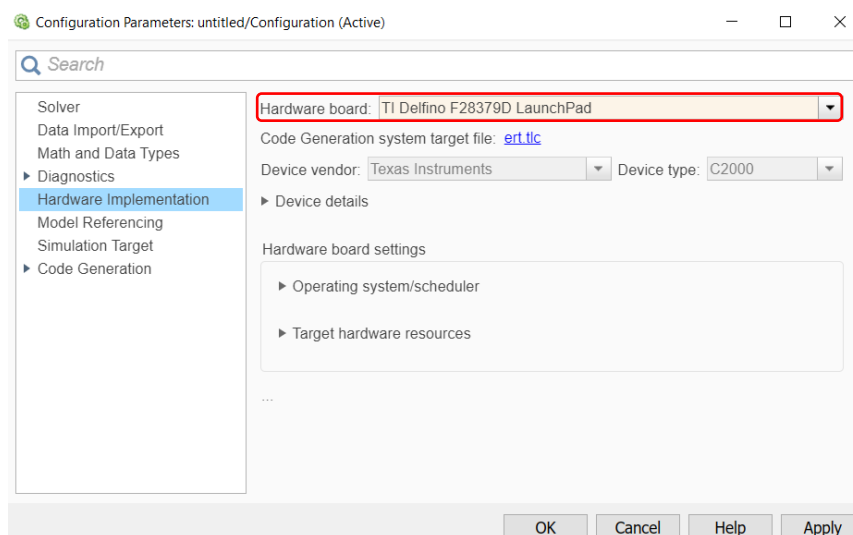 Configuration Parameters: untitled/Configuration (Active)
Search
Solver
Data Import/Export
Math and Data Types
Diagnostics
Hardware Implementation
Model Referencing
Simulation Target
Code Generation
Hardware board: TI Delfino F28379D LaunchPad
Code Generation system target file: ert.tlc
Device vendor: Texas Instruments Device type: C2000
Device details
Hardware board settings
Operating system/scheduler
Target hardware resources
...
OK Cancel Help Apply